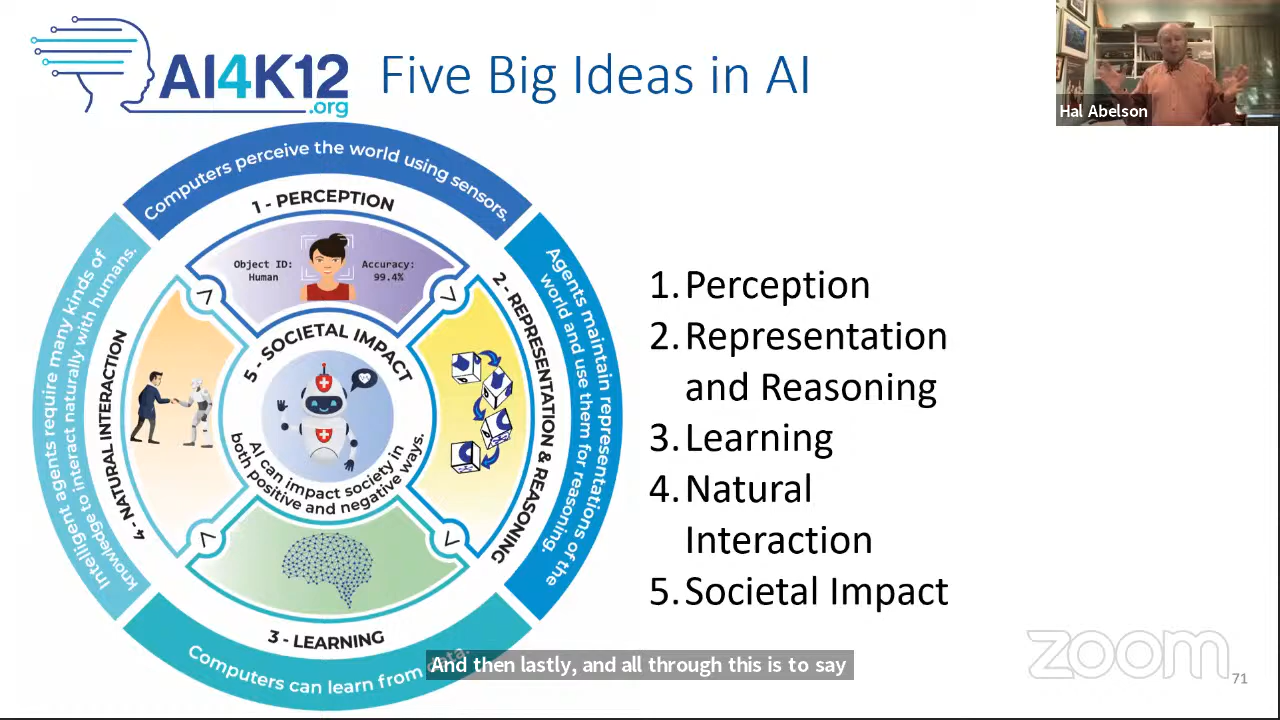 AI4K12
.org
Five Big Ideas in AI
Hal Abelson
Computers perceive the world using sensors.
1 - PERCEPTION
Object ID:
Human
Accuracy:
99.4%
Agents maintain representations of the
world and use them for reasoning.
2 - REPRESENTATION & REASONING
Intelligent agents require many kinds of
knowledge to interact naturally with humans.
4 - NATURAL INTERACTION
5 - SOCIETAL IMPACT
AI can impact society in
both positive and negative ways.
3 - LEARNING
Computers can learn from data.
1. Perception
2. Representation
and Reasoning
3. Learning
4. Natural
Interaction
5. Societal Impact
And then lastly, and all through this is to say
zoom
71